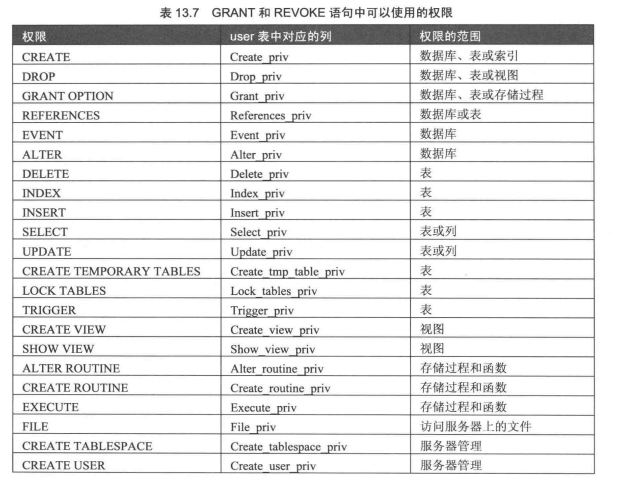 表 13.7 GRANT 和 REVOKE 语句中可以使用的权限
权限 user 表中对应的列 权限的范围
CREATE Create_priv 数据库、表或索引
DROP Drop_priv 数据库、表或视图
GRANT OPTION Grant_priv 数据库、表或存储过程
REFERENCES References_priv 数据库或表
EVENT Event_priv 数据库
ALTER Alter_priv 数据库
DELETE Delete_priv 表
INDEX Index_priv 表
INSERT Insert_priv 表
SELECT Select_priv 表或列
UPDATE Update_priv 表或列
CREATE TEMPORARY TABLES Create_tmp_table_priv 表
LOCK TABLES Lock_tables_priv 表
TRIGGER Trigger_priv 表
CREATE VIEW Create_view_priv 视图
SHOW VIEW Show_view_priv 视图
ALTER ROUTINE Alter_routine_priv 存储过程和函数
CREATE ROUTINE Create_routine_priv 存储过程和函数
EXECUTE Execute_priv 存储过程和函数
FILE File_priv 访问服务器上的文件
CREATE TABLESPACE Create_tablespace_priv 服务器管理
CREATE USER Create_user_priv 服务器管理